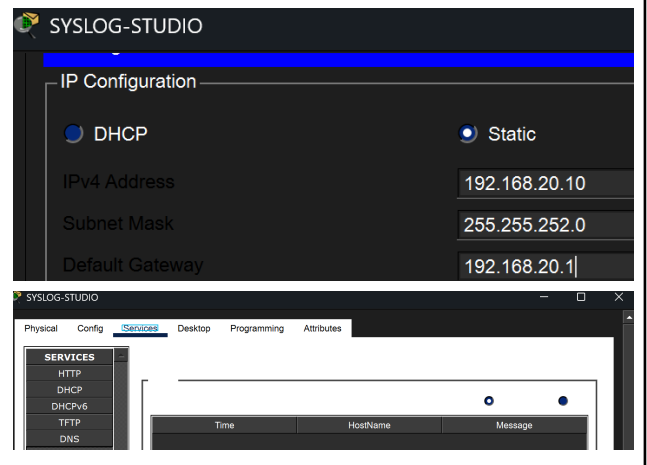 SYSLOG-STUDIO
IP Configuration
DHCP Static
IPv4 Address 192.168.20.10
Subnet Mask 255.255.252.0
Default Gateway 192.168.20.1
SYSLOG-STUDIO
Physical Config Services Desktop Programming Attributes
SERVICES
HTTP
DHCP
DHCPv6
TFTP
DNS
Time HostName Message